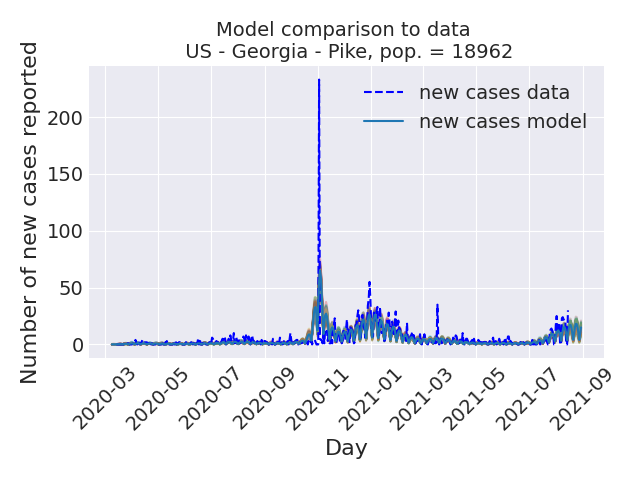 Model comparison to data
US - Georgia - Pike, pop. = 18962
Number of new cases reported
200
150
100
50
0
new cases data
new cases model
2020-03
2020-05
2020-07
2020-09
2020-11
2021-01
2021-03
2021-05
2021-07
2021-09
Day